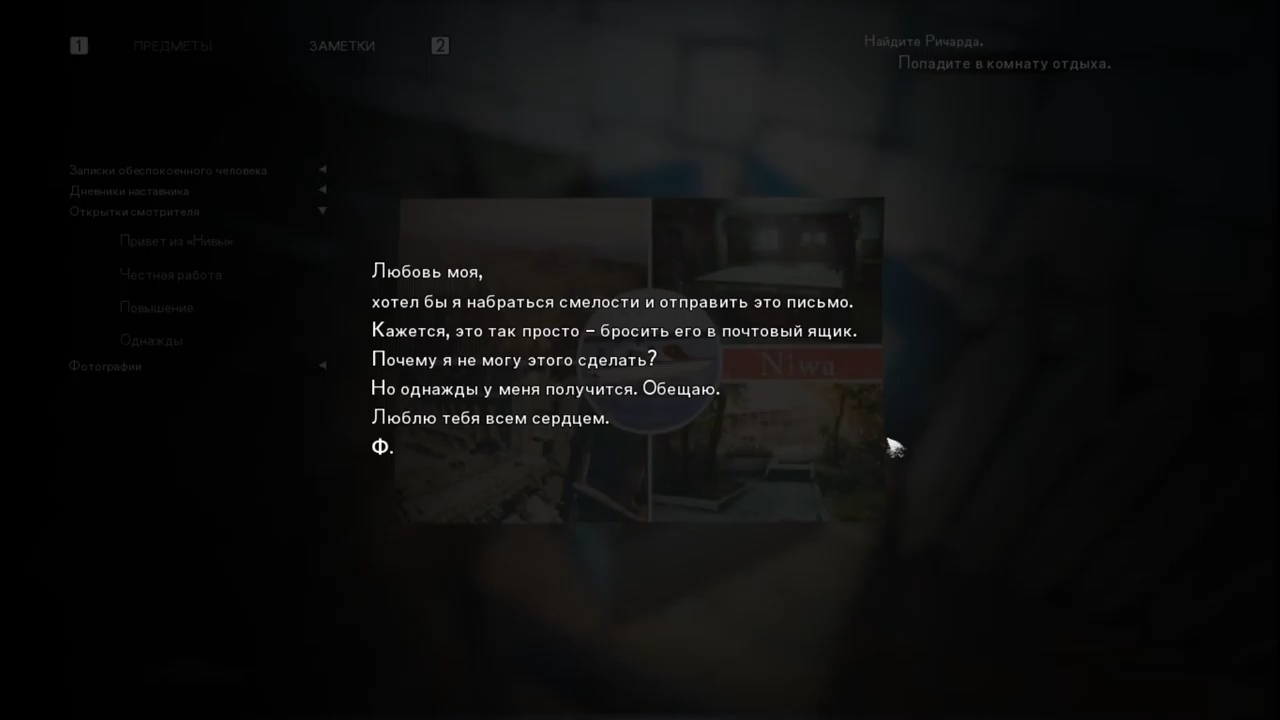 1 ПРЕДМЕТЫ ЗАМЕТКИ 2
Найдите Ричарда.
Попадите в комнату отдыха.
Записки обеспокоенного человека
Дневники наставника
Открытки смотрителя
Привет из «Нивы»
Честная работа
Повышение
Однажды
Фотографии
Любовь моя,
хотел бы я набраться смелости и отправить это письмо.
Кажется, это так просто – бросить его в почтовый ящик.
Почему я не могу этого сделать?
Но однажды у меня получится. Обещаю.
Люблю тебя всем сердцем.
Ф.
Niwa